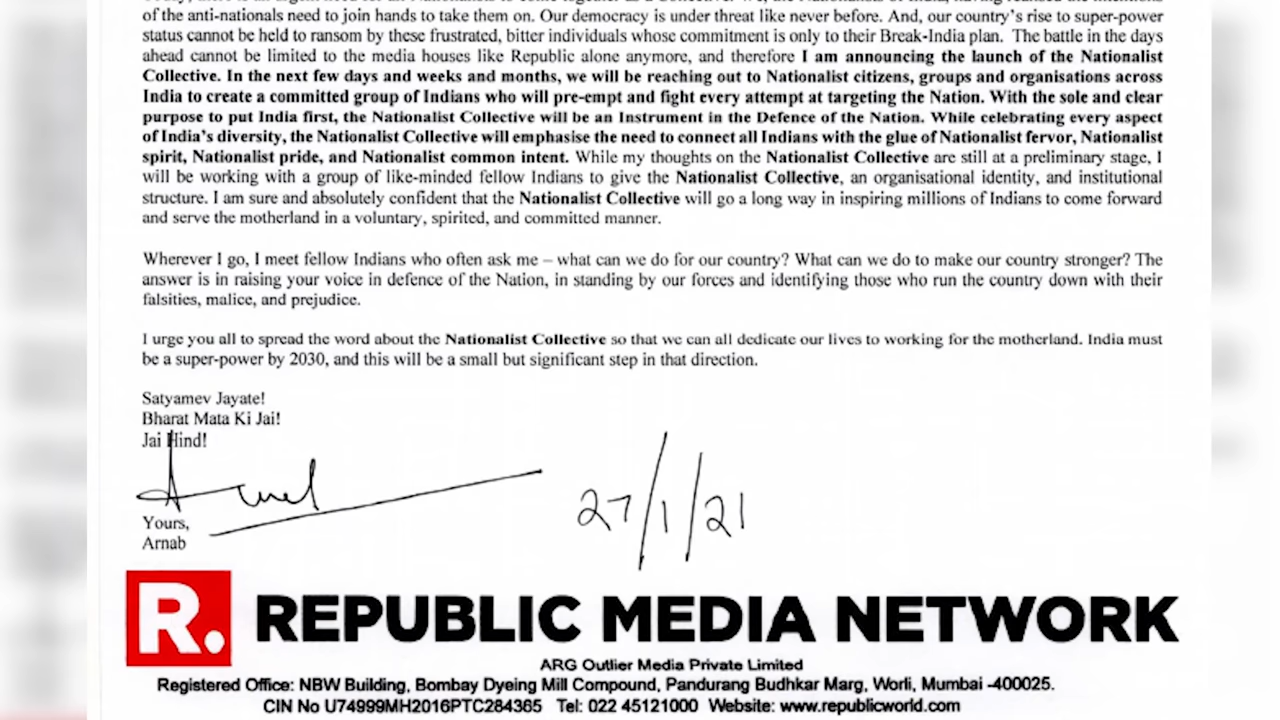 of the anti-nationals need to join hands to take them on. Our democracy is under threat like never before. And, our country's rise to super-power
status cannot be held to ransom by these frustrated, bitter individuals whose commitment is only to their Break-India plan. The battle in the days
ahead cannot be limited to the media houses like Republic alone anymore, and therefore I am announcing the launch of the Nationalist
Collective. In the next few days and weeks and months, we will be reaching out to Nationalist citizens, groups and organisations across
India to create a committed group of Indians who will pre-empt and fight every attempt at targeting the Nation. With the sole and clear
purpose to put India first, the Nationalist Collective will be an Instrument in the Defence of the Nation. While celebrating every aspect
of India's diversity, the Nationalist Collective will emphasise the need to connect all Indians with the glue of Nationalist fervor, Nationalist
spirit, Nationalist pride, and Nationalist common intent. While my thoughts on the Nationalist Collective are still at a preliminary stage, I
will be working with a group of like-minded fellow Indians to give the Nationalist Collective, an organisational identity, and institutional
structure. I am sure and absolutely confident that the Nationalist Collective will go a long way in inspiring millions of Indians to come forward
and serve the motherland in a voluntary, spirited, and committed manner.
Wherever I go, I meet fellow Indians who often ask me – what can we do for our country? What can we do to make our country stronger? The
answer is in raising your voice in defence of the Nation, in standing by our forces and identifying those who run the country down with their
falsities, malice, and prejudice.
I urge you all to spread the word about the Nationalist Collective so that we can all dedicate our lives to working for the motherland. India must
be a super-power by 2030, and this will be a small but significant step in that direction.
Satyamev Jayate!
Bharat Mata Ki Jai!
Jai Hind!
27/1/21
Yours,
Arnab
R. REPUBLIC MEDIA NETWORK
ARG Outlier Media Private Limited
Registered Office: NBW Building, Bombay Dyeing Mill Compound, Pandurang Budhkar Marg, Worli, Mumbai -400025.
CIN No U74999MH2016PTC284365 Tel: 022 45121000 Website: www.republicworld.com